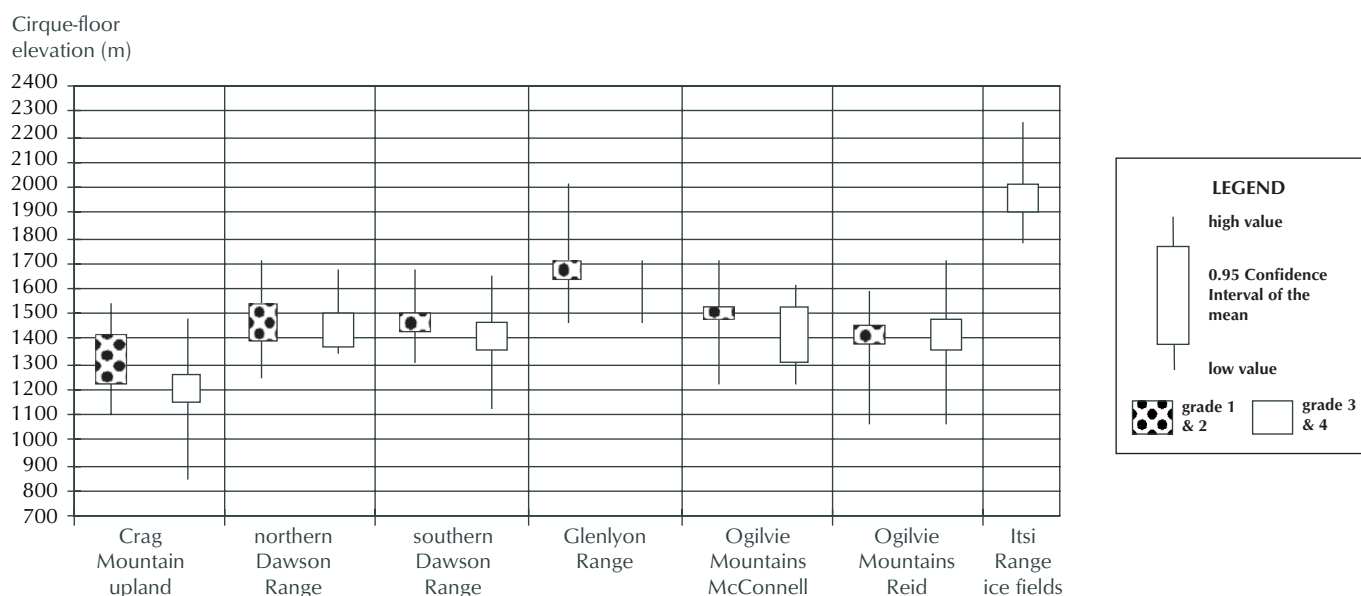 Cirque-floor
elevation (m)
2400
2300
2200
2100
2000
1900
1800
1700
1600
1500
1400
1300
1200
1100
1000
900
800
700
Crag
Mountain
upland
northern
Dawson
Range
southern
Dawson
Range
Glenlyon
Range
Ogilvie
Mountains
McConnell
Ogilvie
Mountains
Reid
Itsi
Range
ice fields
LEGEND
high value
0.95 Confidence
Interval of the
mean
low value
grade 1
& 2
grade 3
& 4